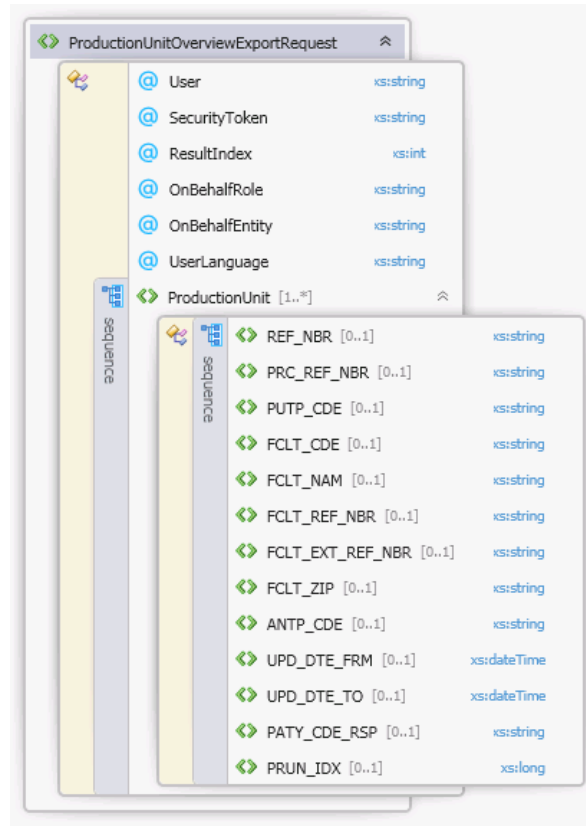 ProductionUnitOverviewExportRequest
@ User xs:string
@ SecurityToken xs:string
@ ResultIndex xs:int
@ OnBehalfRole xs:string
@ OnBehalfEntity xs:string
@ UserLanguage xs:string
sequence
ProductionUnit [1..*]
sequence
REF_NBR [0..1] xs:string
PRC_REF_NBR [0..1] xs:string
PUTP_CDE [0..1] xs:string
FCLT_CDE [0..1] xs:string
FCLT_NAM [0..1] xs:string
FCLT_REF_NBR [0..1] xs:string
FCLT_EXT_REF_NBR [0..1] xs:string
FCLT_ZIP [0..1] xs:string
ANTP_CDE [0..1] xs:string
UPD_DTE_FRM [0..1] xs:dateTime
UPD_DTE_TO [0..1] xs:dateTime
PATY_CDE_RSP [0..1] xs:string
PRUN_IDX [0..1] xs:long